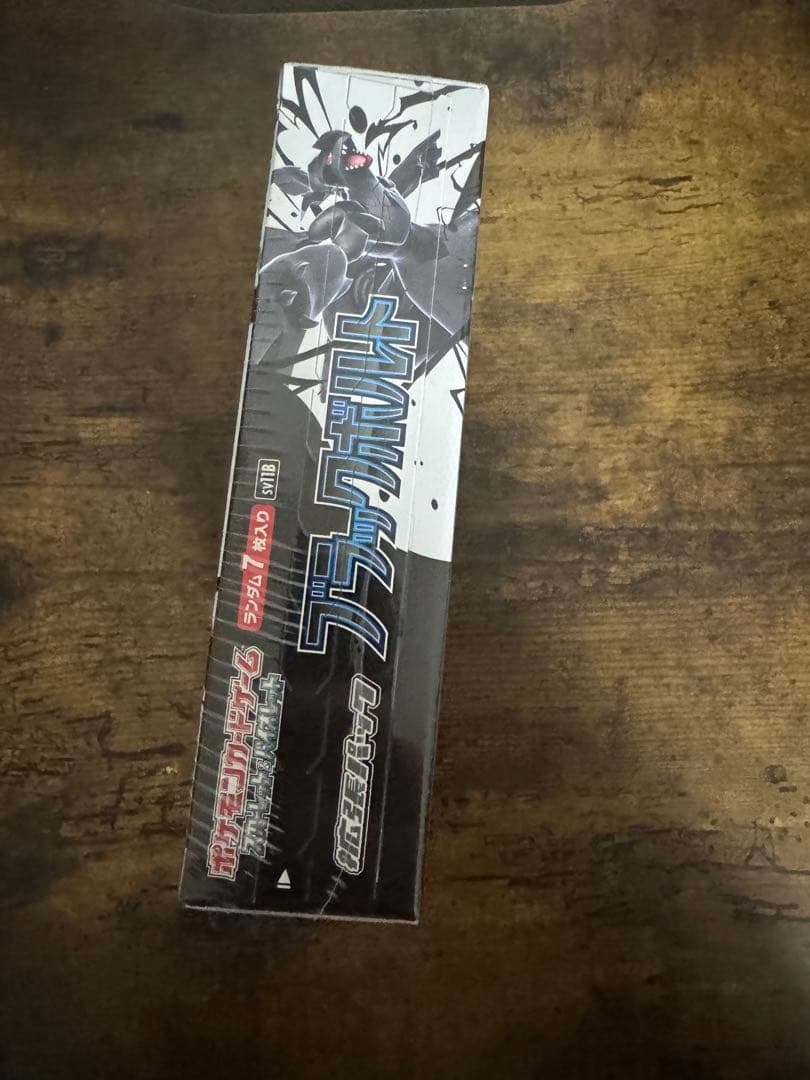 ポケモンカードゲーム
スカーレット&バイオレット
ランダム7枚入り
sv11B
拡張パック
ブラックボルト